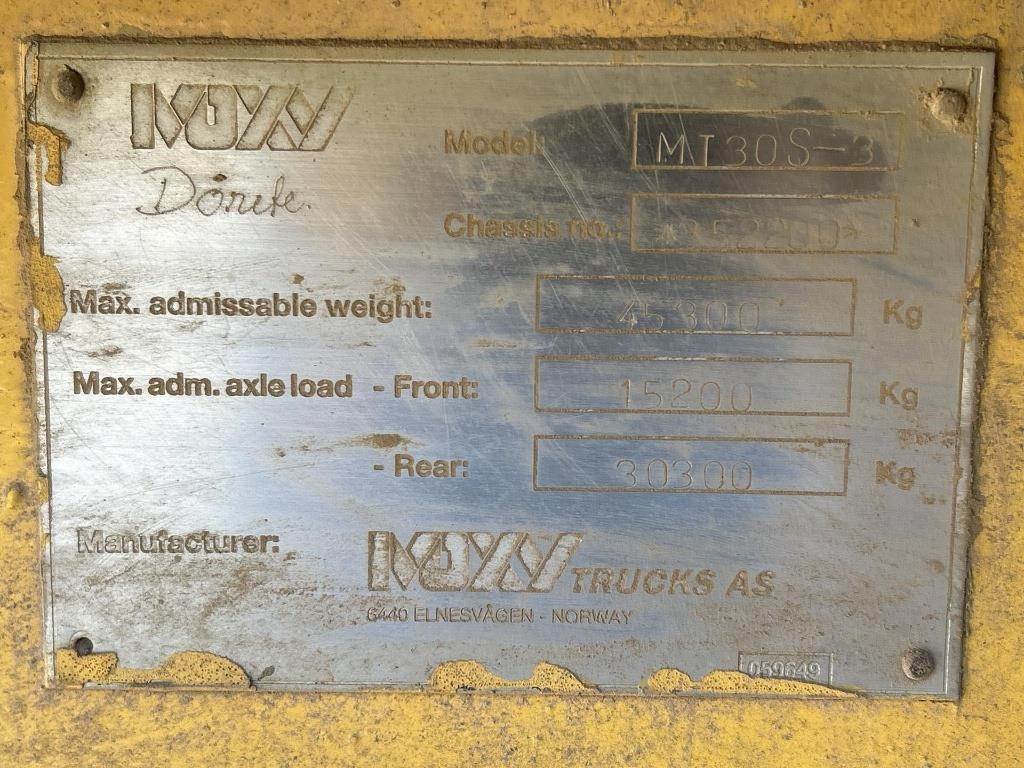 MOXY
Model: MT30S-3
Dörete.
Chassis no.:
Max. admissable weight: 45300 Kg
Max. adm. axle load - Front: 15200 Kg
- Rear: 30300 Kg
Manufacturer: MOXY TRUCKS AS
6440 ELNESVÅGEN - NORWAY
059649